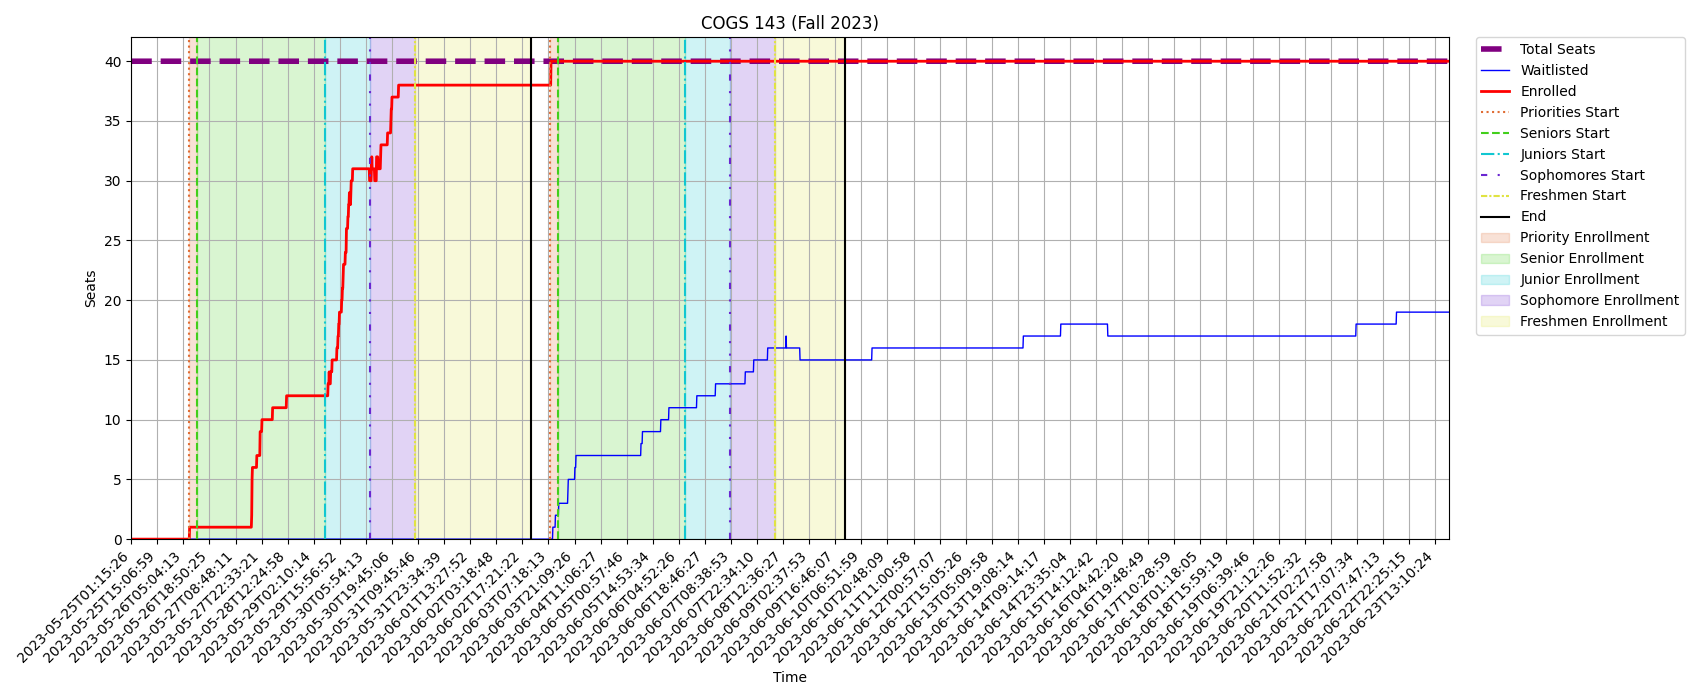 COGS 143 (Fall 2023)
Seats
40
35
30
25
20
15
10
5
0
2023-05-25T01:15:26
2023-05-25T15:06:59
2023-05-26T05:04:13
2023-05-26T18:50:25
2023-05-27T08:48:11
2023-05-27T22:33:21
2023-05-28T12:24:58
2023-05-29T02:10:14
2023-05-29T15:56:52
2023-05-30T05:54:13
2023-05-30T19:45:06
2023-05-31T09:45:46
2023-05-31T23:34:39
2023-06-01T13:27:52
2023-06-02T03:18:48
2023-06-02T17:21:22
2023-06-03T07:18:13
2023-06-03T21:09:26
2023-06-04T11:06:27
2023-06-05T00:57:46
2023-06-05T14:53:34
2023-06-06T04:52:26
2023-06-06T18:46:27
2023-06-07T08:38:53
2023-06-07T22:34:10
2023-06-08T12:36:27
2023-06-09T02:37:53
2023-06-09T16:46:07
2023-06-10T06:51:59
2023-06-10T20:48:09
2023-06-11T11:00:58
2023-06-12T00:57:07
2023-06-12T15:05:26
2023-06-13T05:09:58
2023-06-13T19:08:14
2023-06-14T09:14:17
2023-06-14T23:35:04
2023-06-15T14:12:42
2023-06-16T04:42:20
2023-06-16T19:48:49
2023-06-17T10:28:59
2023-06-18T01:18:05
2023-06-18T15:59:19
2023-06-19T06:39:46
2023-06-19T21:12:26
2023-06-20T11:52:32
2023-06-21T02:27:58
2023-06-21T17:07:34
2023-06-22T07:47:13
2023-06-22T22:25:15
2023-06-23T13:10:24
Time
Total Seats
Waitlisted
Enrolled
Priorities Start
Seniors Start
Juniors Start
Sophomores Start
Freshmen Start
End
Priority Enrollment
Senior Enrollment
Junior Enrollment
Sophomore Enrollment
Freshmen Enrollment